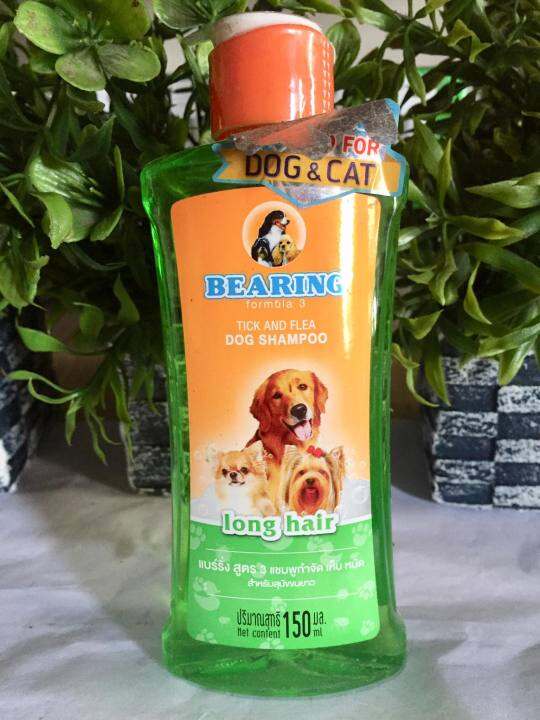 FOR
DOG & CAT
BEARING
formula 3
TICK AND FLEA
DOG SHAMPOO
long hair
แบร์ริ่ง สูตร 3 แชมพูกำจัด เห็บ หมัด
สำหรับสุนัขขนยาว
ปริมาณสุทธิ 150 มล.
Net content ml